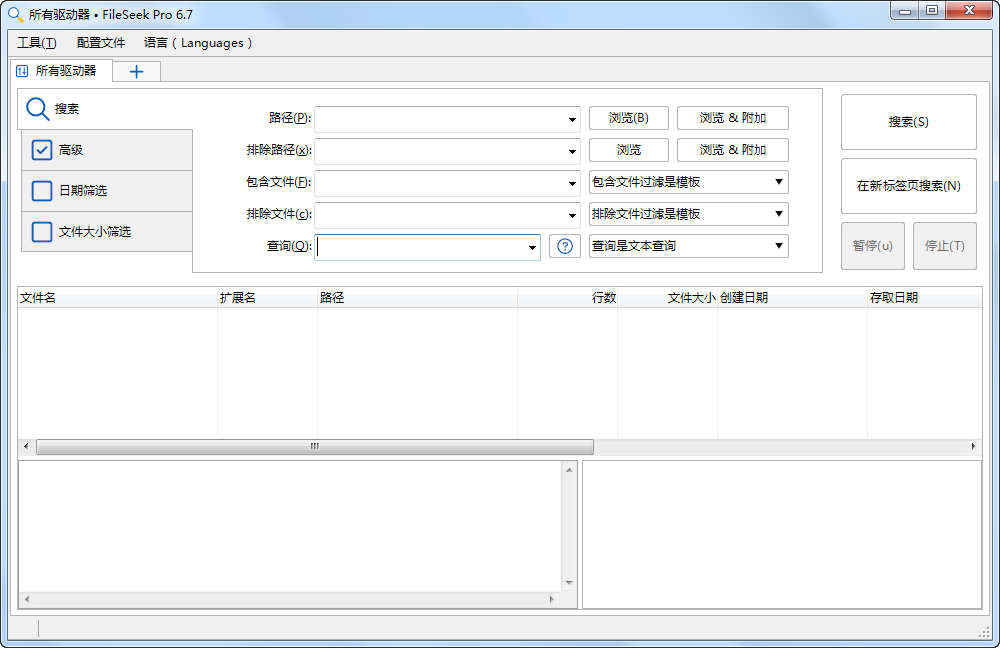 所有驱动器 • FileSeek Pro 6.7
工具(T) 配置文件 语言 ( Languages )
所有驱动器
搜索
高级
日期筛选
文件大小筛选
路径(P): 浏览(B) 浏览 & 附加
排除路径(x): 浏览 浏览 & 附加
包含文件(F): 包含文件过滤是模板
排除文件(c): 排除文件过滤是模板
查询(Q): ? 查询是文本查询
搜索(S)
在新标签页搜索(N)
暂停(u) 停止(T)
文件名 扩展名 路径 行数 文件大小 创建日期 存取日期